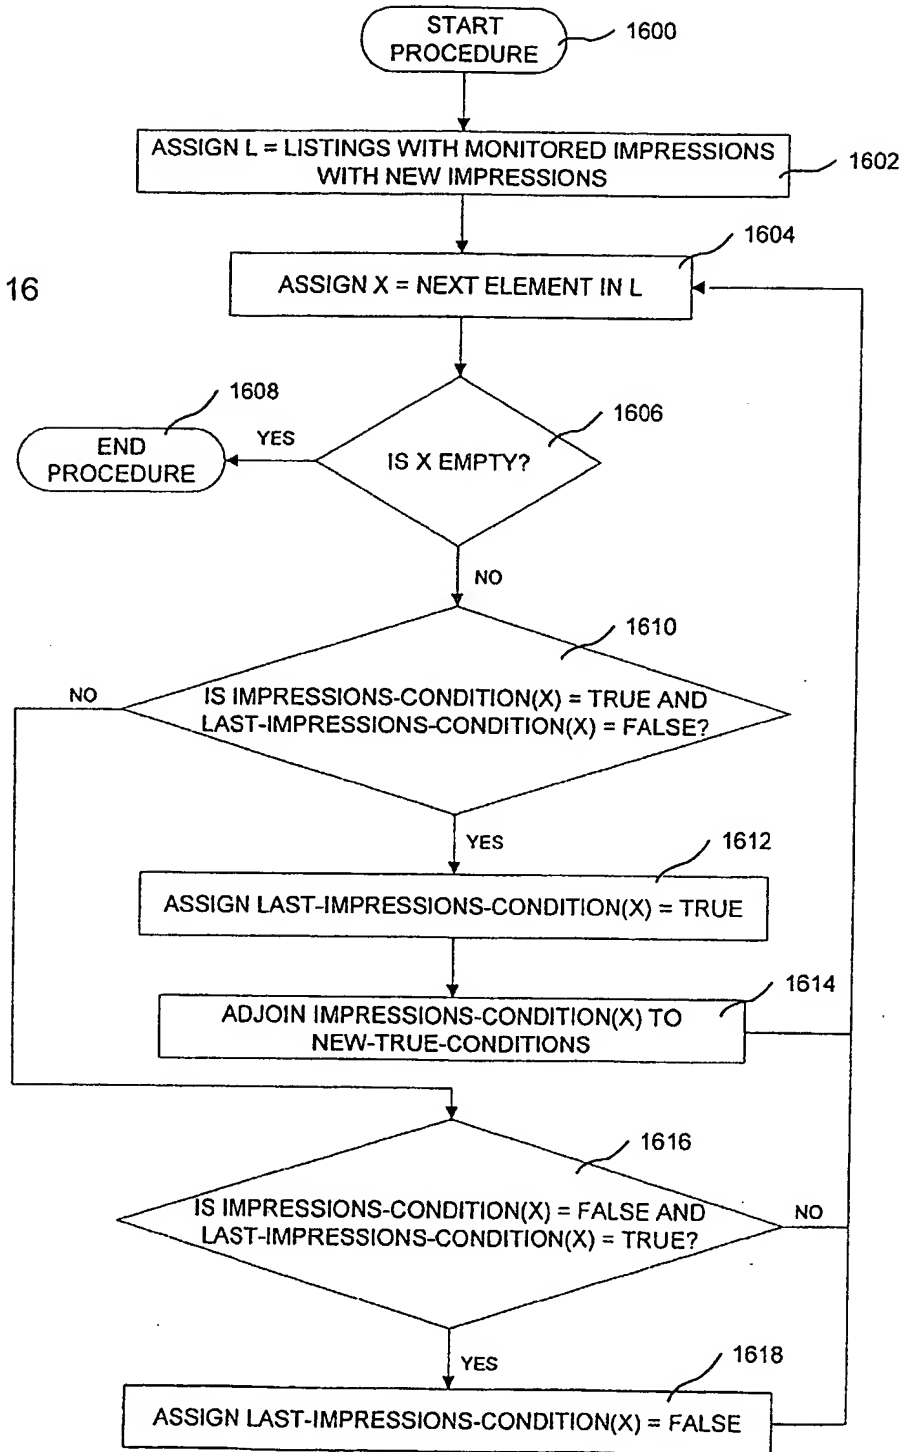 START
PROCEDURE
1600
ASSIGN L = LISTINGS WITH MONITORED IMPRESSIONS
WITH NEW IMPRESSIONS
1602
1604
16
ASSIGN X = NEXT ELEMENT IN L
1608
1606
END
PROCEDURE
YES
IS X EMPTY?
NO
1610
NO
IS IMPRESSIONS-CONDITION(X) = TRUE AND
LAST-IMPRESSIONS-CONDITION(X) = FALSE?
YES
1612
ASSIGN LAST-IMPRESSIONS-CONDITION(X) = TRUE
1614
ADJOIN IMPRESSIONS-CONDITION(X) TO
NEW-TRUE-CONDITIONS
1616
IS IMPRESSIONS-CONDITION(X) = FALSE AND
LAST-IMPRESSIONS-CONDITION(X) = TRUE?
NO
YES
1618
ASSIGN LAST-IMPRESSIONS-CONDITION(X) = FALSE